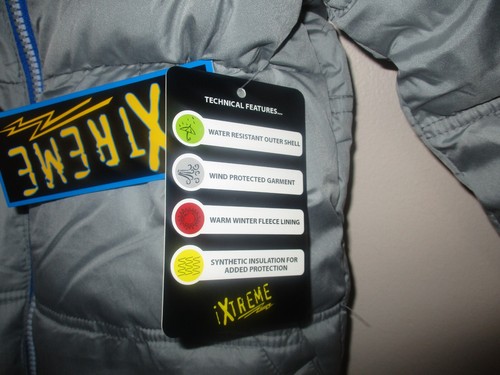 TECHNICAL FEATURES...
WATER RESISTANT OUTER SHELL
WIND PROTECTED GARMENT
WARM WINTER FLEECE LINING
SYNTHETIC INSULATION FOR
ADDED PROTECTION
iXTREME
iXTREME